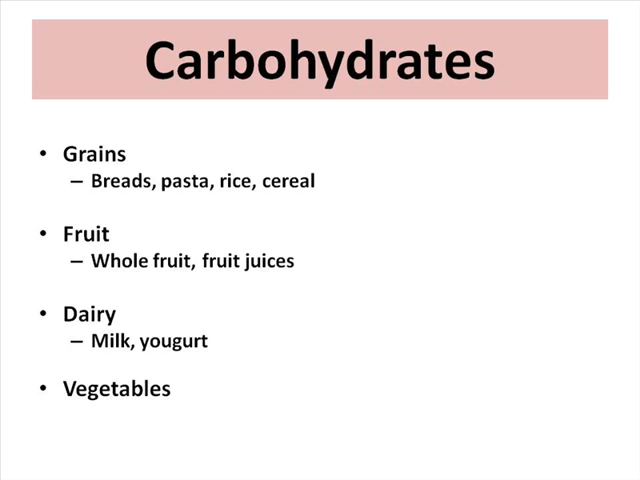 Carbohydrates
• Grains
– Breads, pasta, rice, cereal
• Fruit
– Whole fruit, fruit juices
• Dairy
– Milk, yougurt
• Vegetables